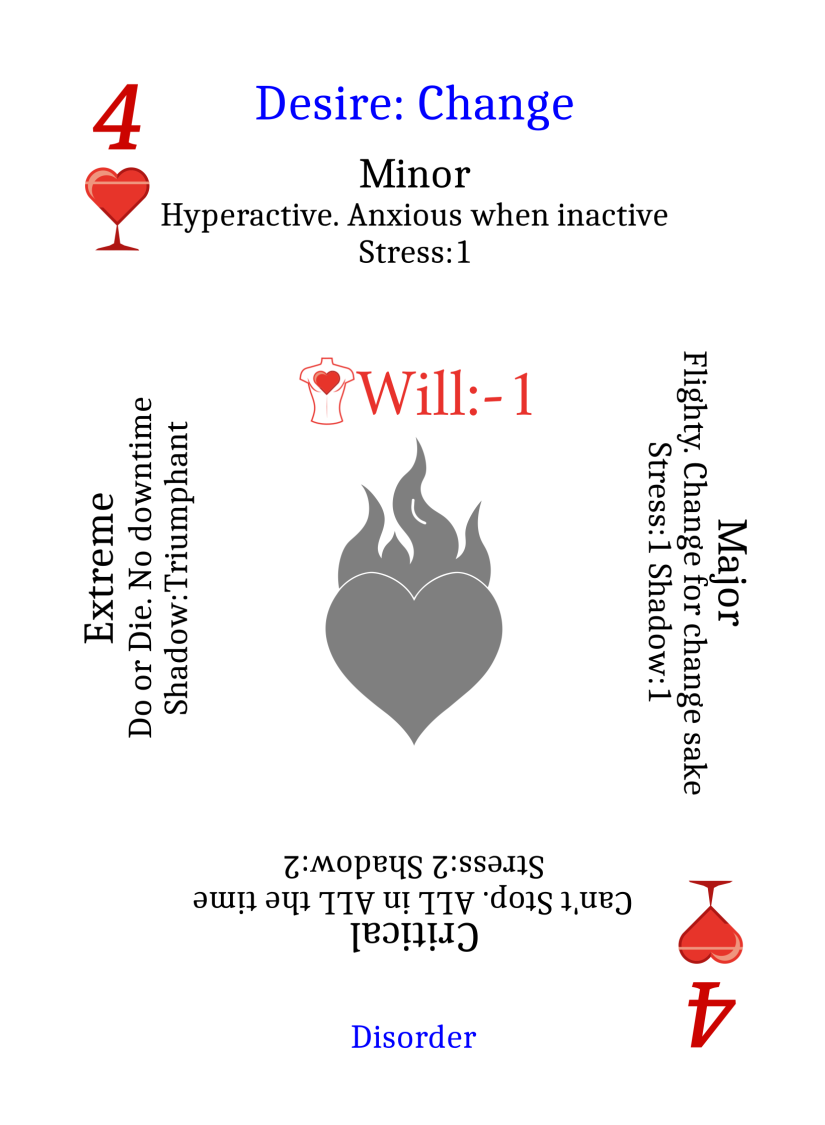 4
Desire: Change
Minor
Hyperactive. Anxious when inactive
Stress:1
Will:-1
Major
Flighty. Change for change sake
Stress:1 Shadow:1
Extreme
Do or Die. No downtime
Shadow:Triumphant
Critical
Can't Stop. ALL in ALL the time
Stress:2 Shadow:2
4
Disorder